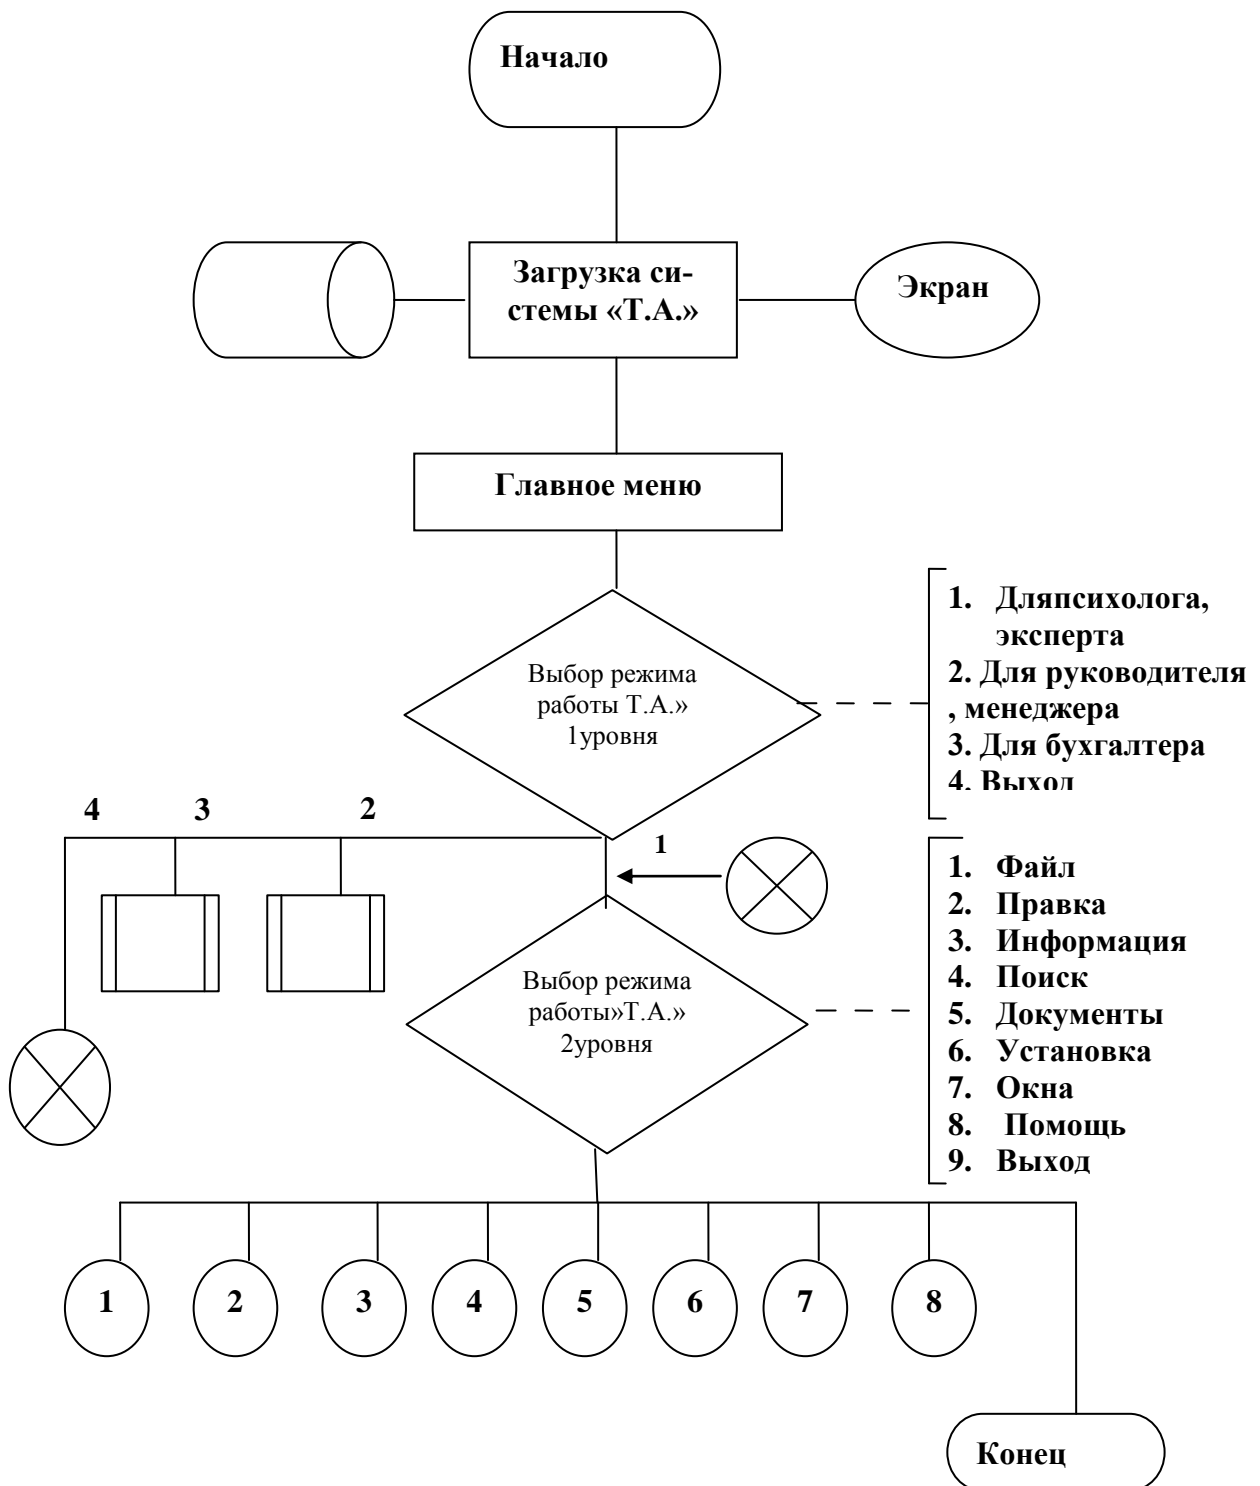 Начало
Загрузка си-
стемы «Т.А.»
Экран
Главное меню
Выбор режима
работы Т.А.»
1уровня
1. Дляпсихолога,
эксперта
2. Для руководителя
, менеджера
3. Для бухгалтера
4. Выход
4 3 2
1
Выбор режима
работы»Т.А.»
2уровня
1. Файл
2. Правка
3. Информация
4. Поиск
5. Документы
6. Установка
7. Окна
8. Помощь
9. Выход
1 2 3 4 5 6 7 8
Конец